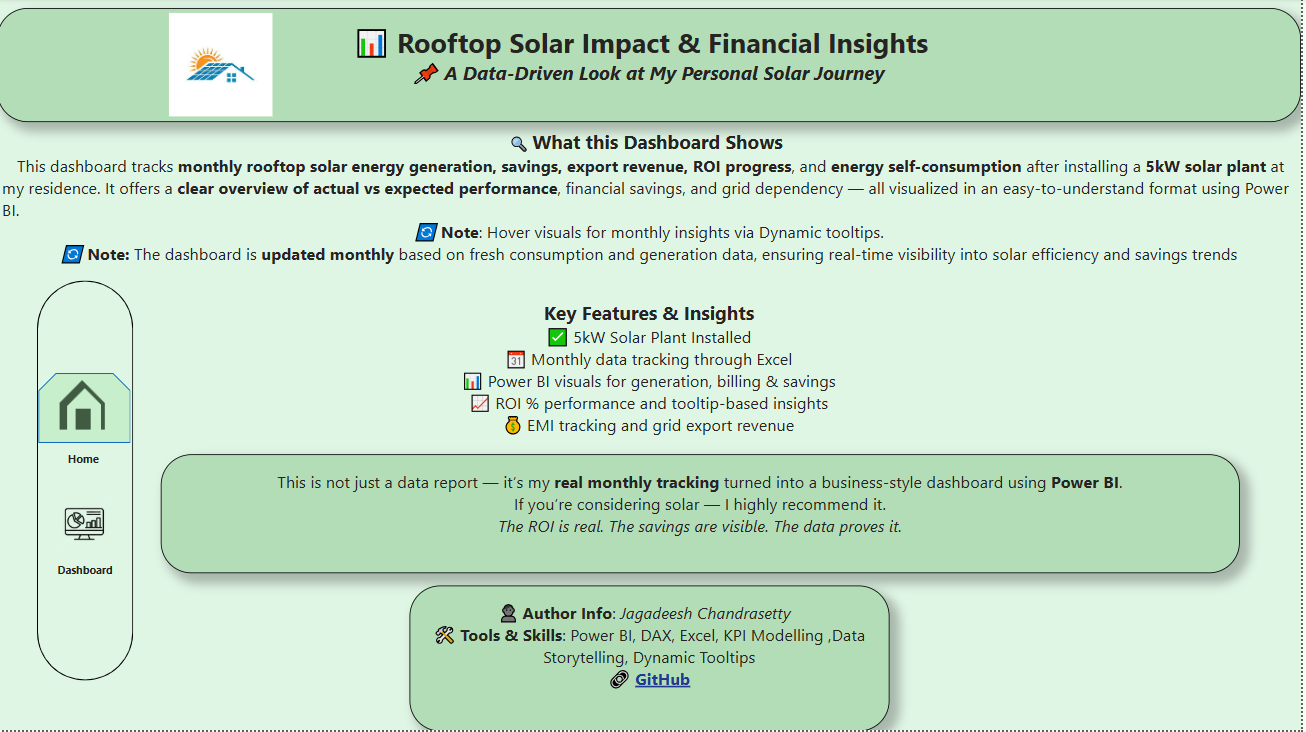 📊 Rooftop Solar Impact & Financial Insights
📌 A Data-Driven Look at My Personal Solar Journey
🔍 What this Dashboard Shows
This dashboard tracks monthly rooftop solar energy generation, savings, export revenue, ROI progress, and energy self-consumption after installing a 5kW solar plant at
my residence. It offers a clear overview of actual vs expected performance, financial savings, and grid dependency — all visualized in an easy-to-understand format using Power
BI.
🔄 Note: Hover visuals for monthly insights via Dynamic tooltips.
🔄 Note: The dashboard is updated monthly based on fresh consumption and generation data, ensuring real-time visibility into solar efficiency and savings trends
Key Features & Insights
✅ 5kW Solar Plant Installed
📅 Monthly data tracking through Excel
📊 Power BI visuals for generation, billing & savings
📈 ROI % performance and tooltip-based insights
💰 EMI tracking and grid export revenue
Home
Dashboard
This is not just a data report — it's my real monthly tracking turned into a business-style dashboard using Power BI.
If you're considering solar — I highly recommend it.
The ROI is real. The savings are visible. The data proves it.
👤 Author Info: Jagadeesh Chandrasetty
🛠 Tools & Skills: Power BI, DAX, Excel, KPI Modelling ,Data
Storytelling, Dynamic Tooltips
🔗 GitHub